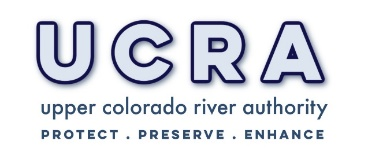 UCRA
upper colorado river authority
PROTECT . PRESERVE . ENHANCE